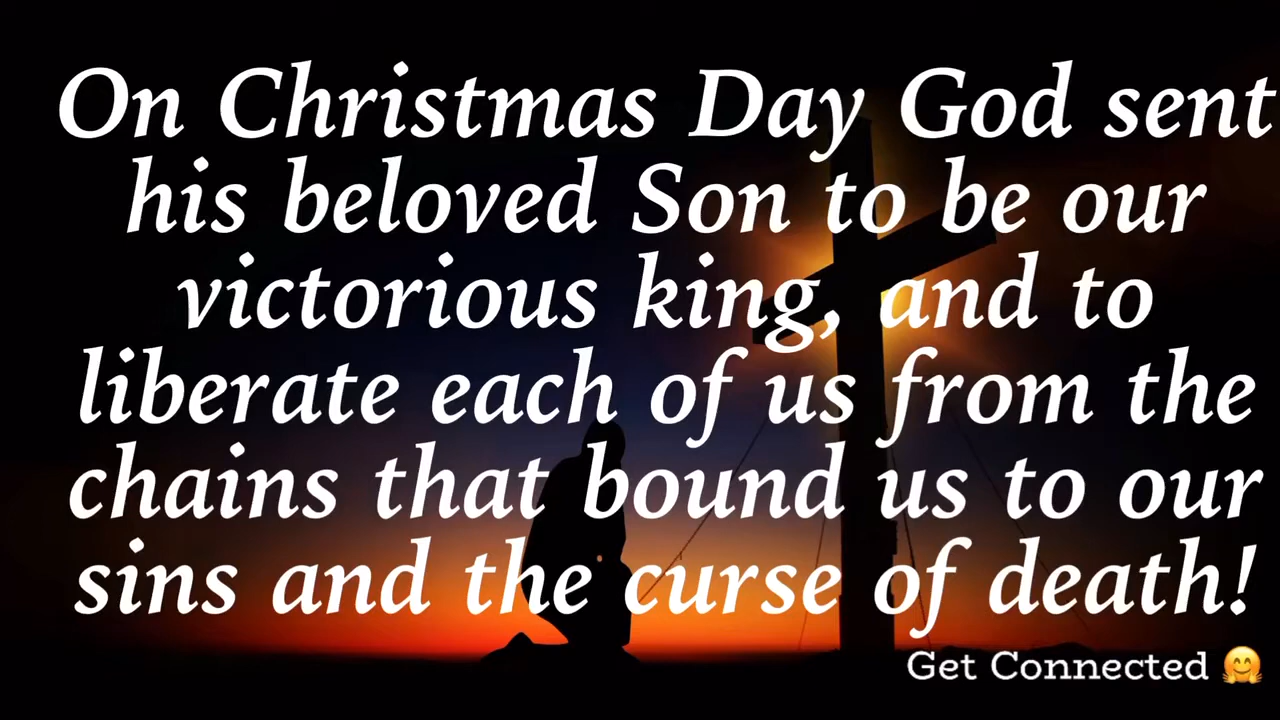 On Christmas Day God sent
his beloved Son to be our
victorious king, and to
liberate each of us from the
chains that bound us to our
sins and the curse of death!
Get Connected 🤗